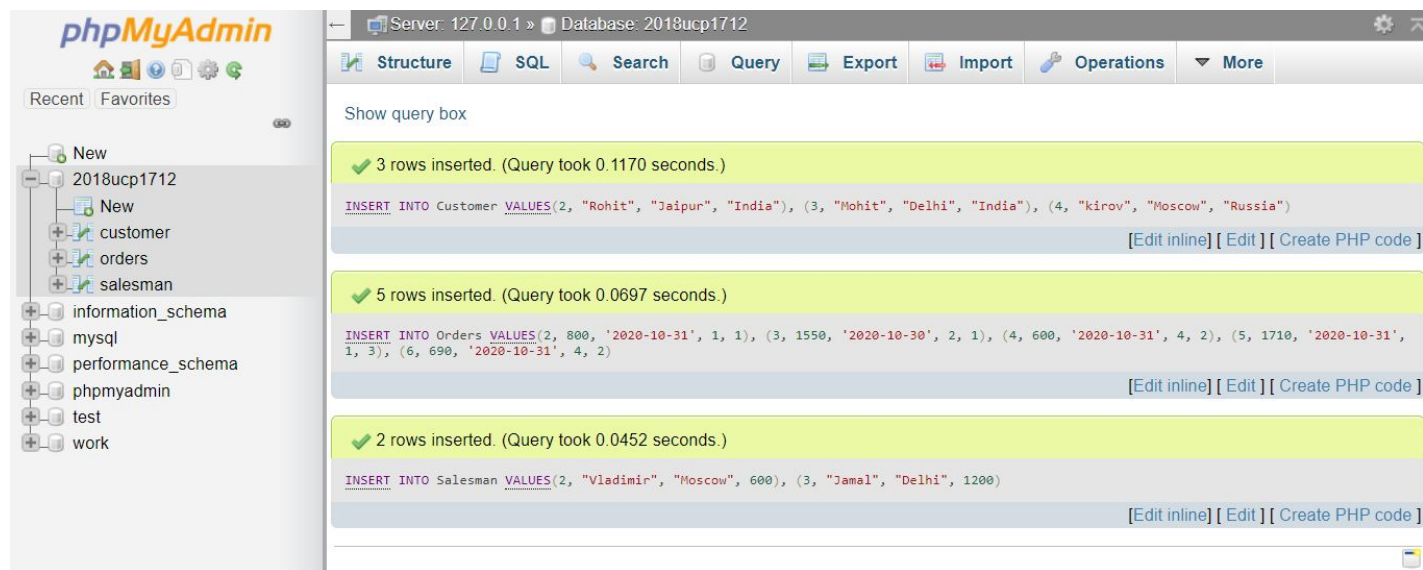 phpMyAdmin
Recent Favorites
New
2018ucp1712
New
customer
orders
salesman
information_schema
mysql
performance_schema
phpmyadmin
test
work
← Server: 127.0.0.1 » Database: 2018ucp1712
Structure SQL Search Query Export Import Operations More
Show query box
3 rows inserted. (Query took 0.1170 seconds.)
INSERT INTO Customer VALUES(2, "Rohit", "Jaipur", "India"), (3, "Mohit", "Delhi", "India"), (4, "kirov", "Moscow", "Russia")
[Edit inline] [ Edit ] [ Create PHP code ]
5 rows inserted. (Query took 0.0697 seconds.)
INSERT INTO Orders VALUES(2, 800, '2020-10-31', 1, 1), (3, 1550, '2020-10-30', 2, 1), (4, 600, '2020-10-31', 4, 2), (5, 1710, '2020-10-31',
1, 3), (6, 690, '2020-10-31', 4, 2)
[Edit inline] [ Edit ] [ Create PHP code ]
2 rows inserted. (Query took 0.0452 seconds.)
INSERT INTO Salesman VALUES(2, "Vladimir", "Moscow", 600), (3, "Jamal", "Delhi", 1200)
[Edit inline] [ Edit ] [ Create PHP code ]